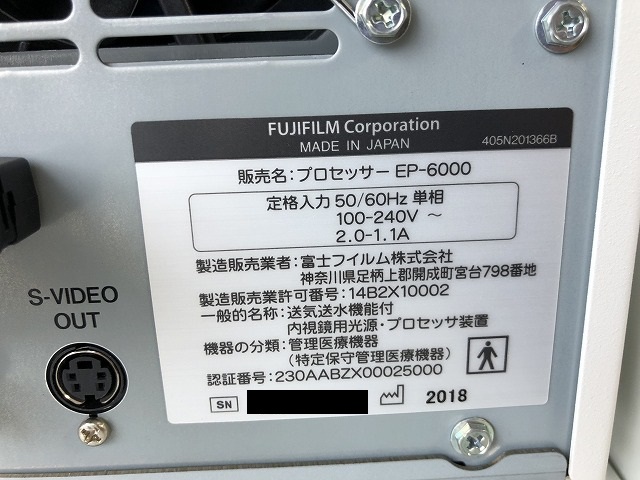 FUJIFILM Corporation
MADE IN JAPAN
405N201366B
販売名：プロセッサー EP-6000
定格入力 50/60Hz 単相
100-240V ～
2.0-1.1A
製造販売業者：富士フイルム株式会社
神奈川県足柄上郡開成町宮台798番地
製造販売業許可番号：14B2X10002
一般的名称：送気送水機能付
内視鏡用光源・プロセッサ装置
機器の分類：管理医療機器
(特定保守管理医療機器)
認証番号：230AABZX00025000
SN
2018
S-VIDEO
OUT